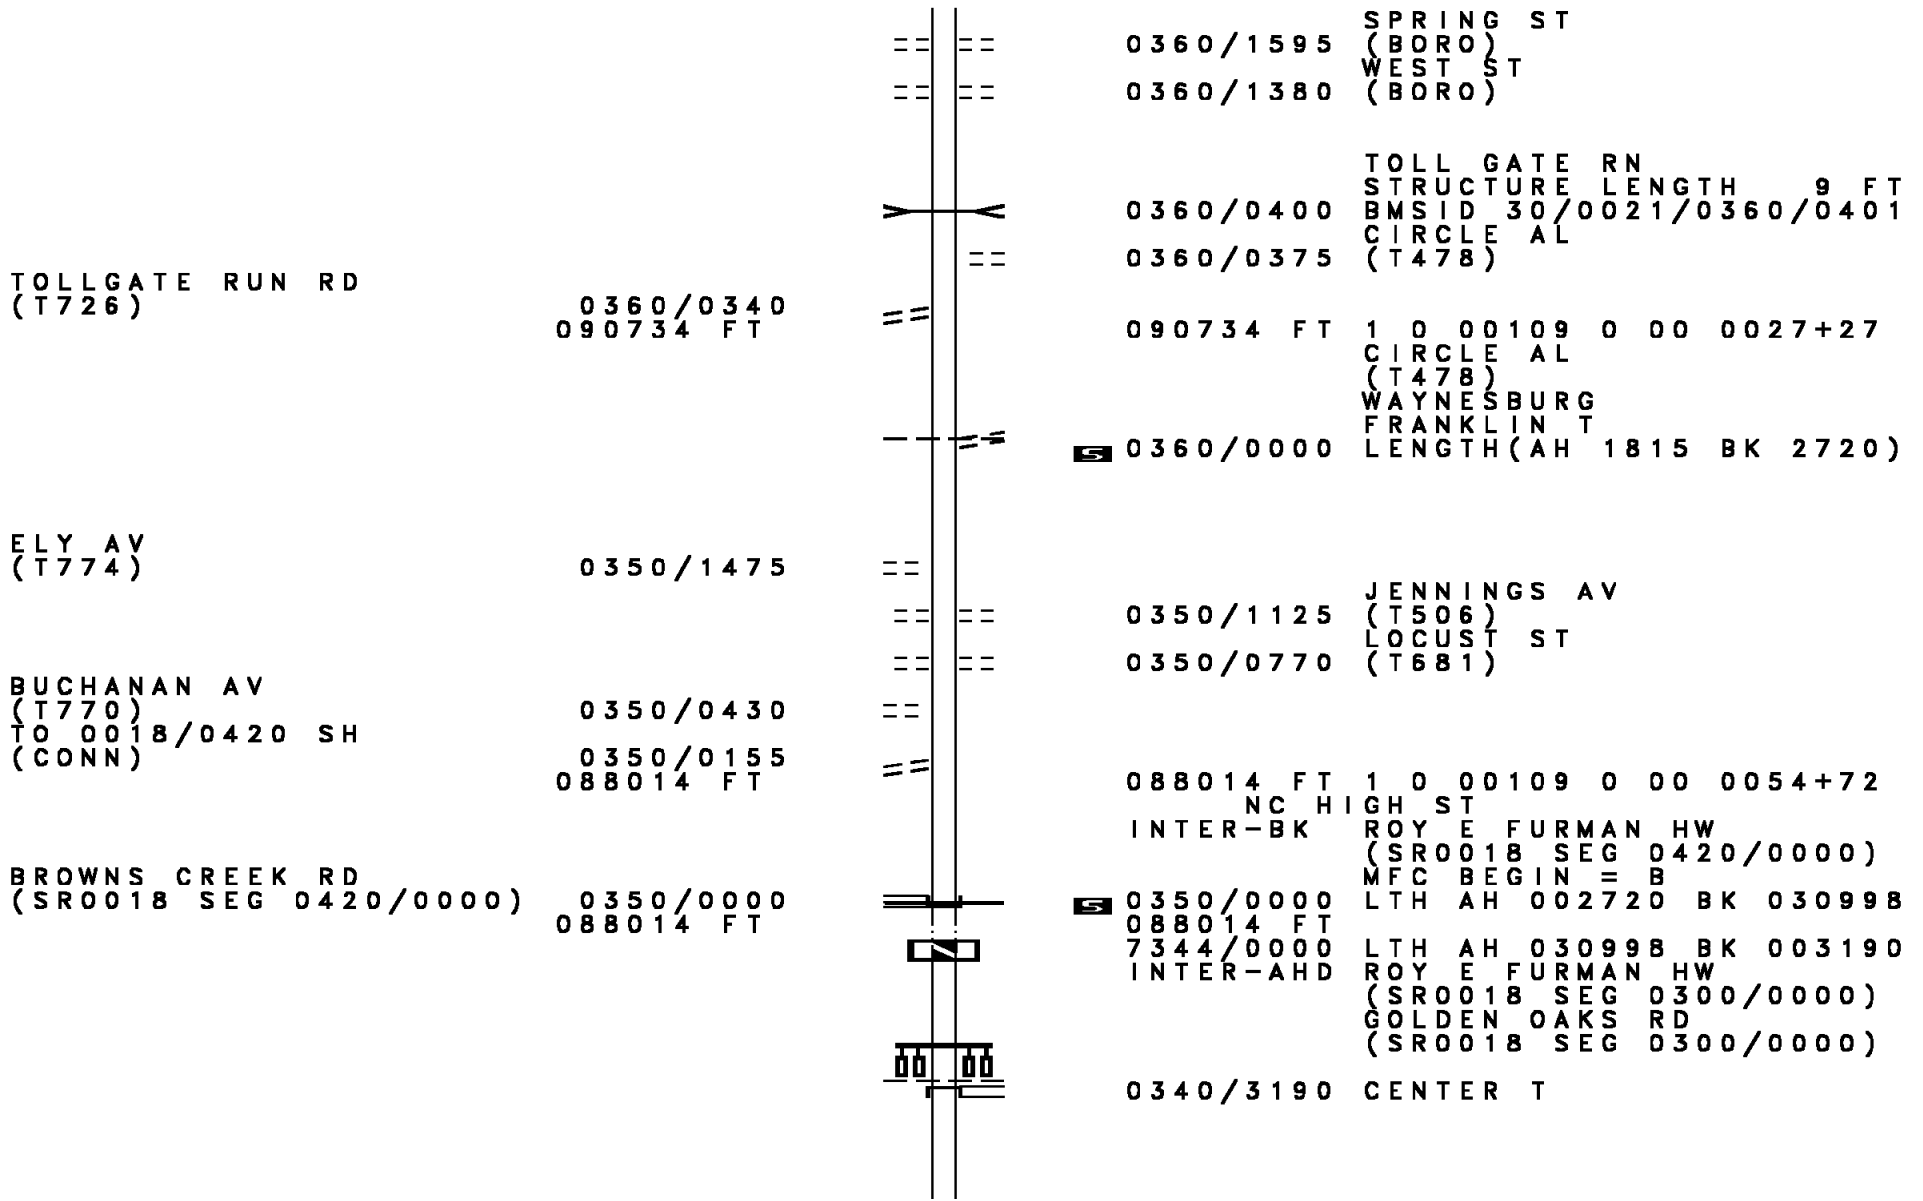 SPRING ST
0360/1595 (BORO)
WEST ST
0360/1380 (BORO)
TOLL GATE RN
STRUCTURE LENGTH 9 FT
0360/0400 BMSID 30/0021/0360/0401
CIRCLE AL
0360/0375 (T478)
TOLLGATE RUN RD
(T726) 0360/0340
090734 FT 090734 FT 1 0 00109 0 00 0027+27
CIRCLE AL
(T478)
WAYNESBURG
FRANKLIN T
S 0360/0000 LENGTH(AH 1815 BK 2720)
ELY AV
(T774) 0350/1475
JENNINGS AV
0350/1125 (T506)
LOCUST ST
0350/0770 (T681)
BUCHANAN AV
(T770) 0350/0430
TO 0018/0420 SH
(CONN) 0350/0155
088014 FT 088014 FT 1 0 00109 0 00 0054+72
NC HIGH ST
INTER-BK ROY E FURMAN HW
(SR0018 SEG 0420/0000)
BROWNS CREEK RD MFC BEGIN = B
(SR0018 SEG 0420/0000) 0350/0000 S 0350/0000 LTH AH 002720 BK 030998
088014 FT 088014 FT
7344/0000 LTH AH 030998 BK 003190
INTER-AHD ROY E FURMAN HW
(SR0018 SEG 0300/0000)
GOLDEN OAKS RD
(SR0018 SEG 0300/0000)
0340/3190 CENTER T